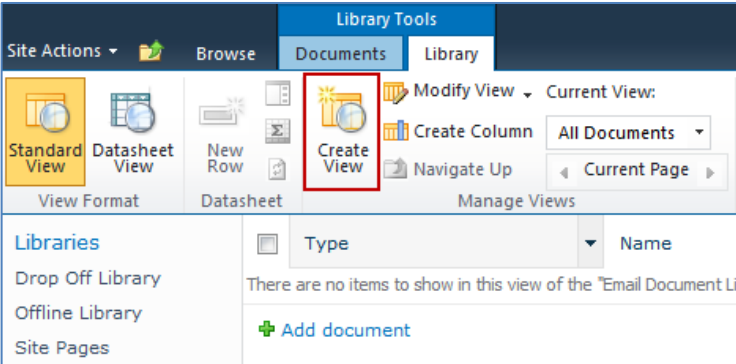 Library Tools
Site Actions
Browse
Documents
Library
Standard
View
Datasheet
View
View Format
New
Row
Σ
Datasheet
Create
View
Modify View
Create Column
Navigate Up
Current View:
All Documents
Current Page
Manage Views
Libraries
Drop Off Library
Offline Library
Site Pages
Type
Name
There are no items to show in this view of the "Email Document Li
Add document